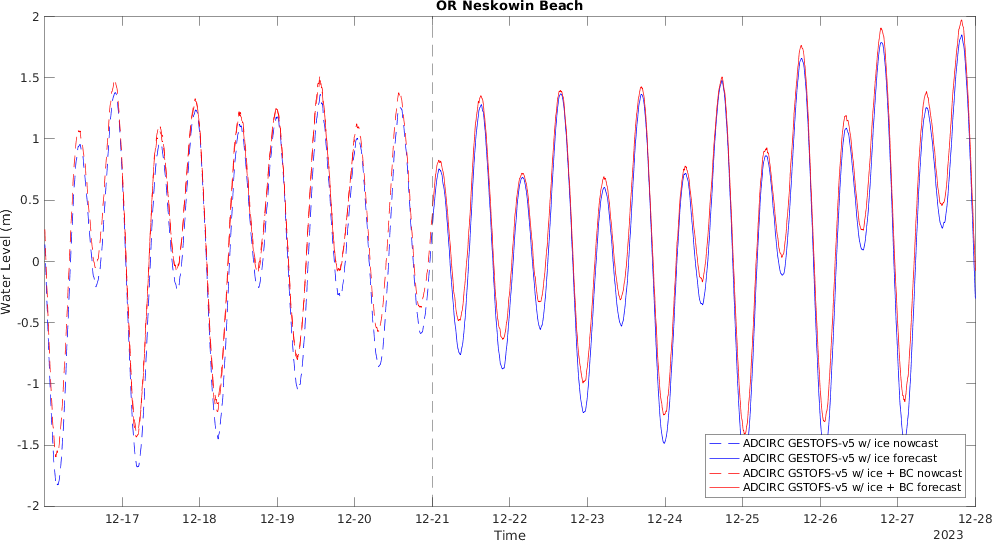 OR Neskowin Beach
2
1.5
1
0.5
0
-0.5
-1
-1.5
-2
Water Level (m)
12-17 12-18 12-19 12-20 12-21 12-22 12-23 12-24 12-25 12-26 12-27 12-28
Time
2023
ADCIRC GESTOFS-v5 w/ ice nowcast
ADCIRC GESTOFS-v5 w/ ice forecast
ADCIRC GSTOFS-v5 w/ ice + BC nowcast
ADCIRC GSTOFS-v5 w/ ice + BC forecast